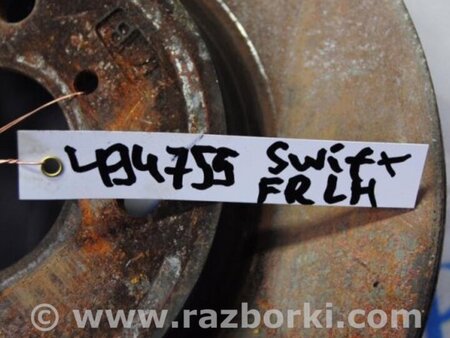 494755 Swift
FR LH
© www.razborki.com